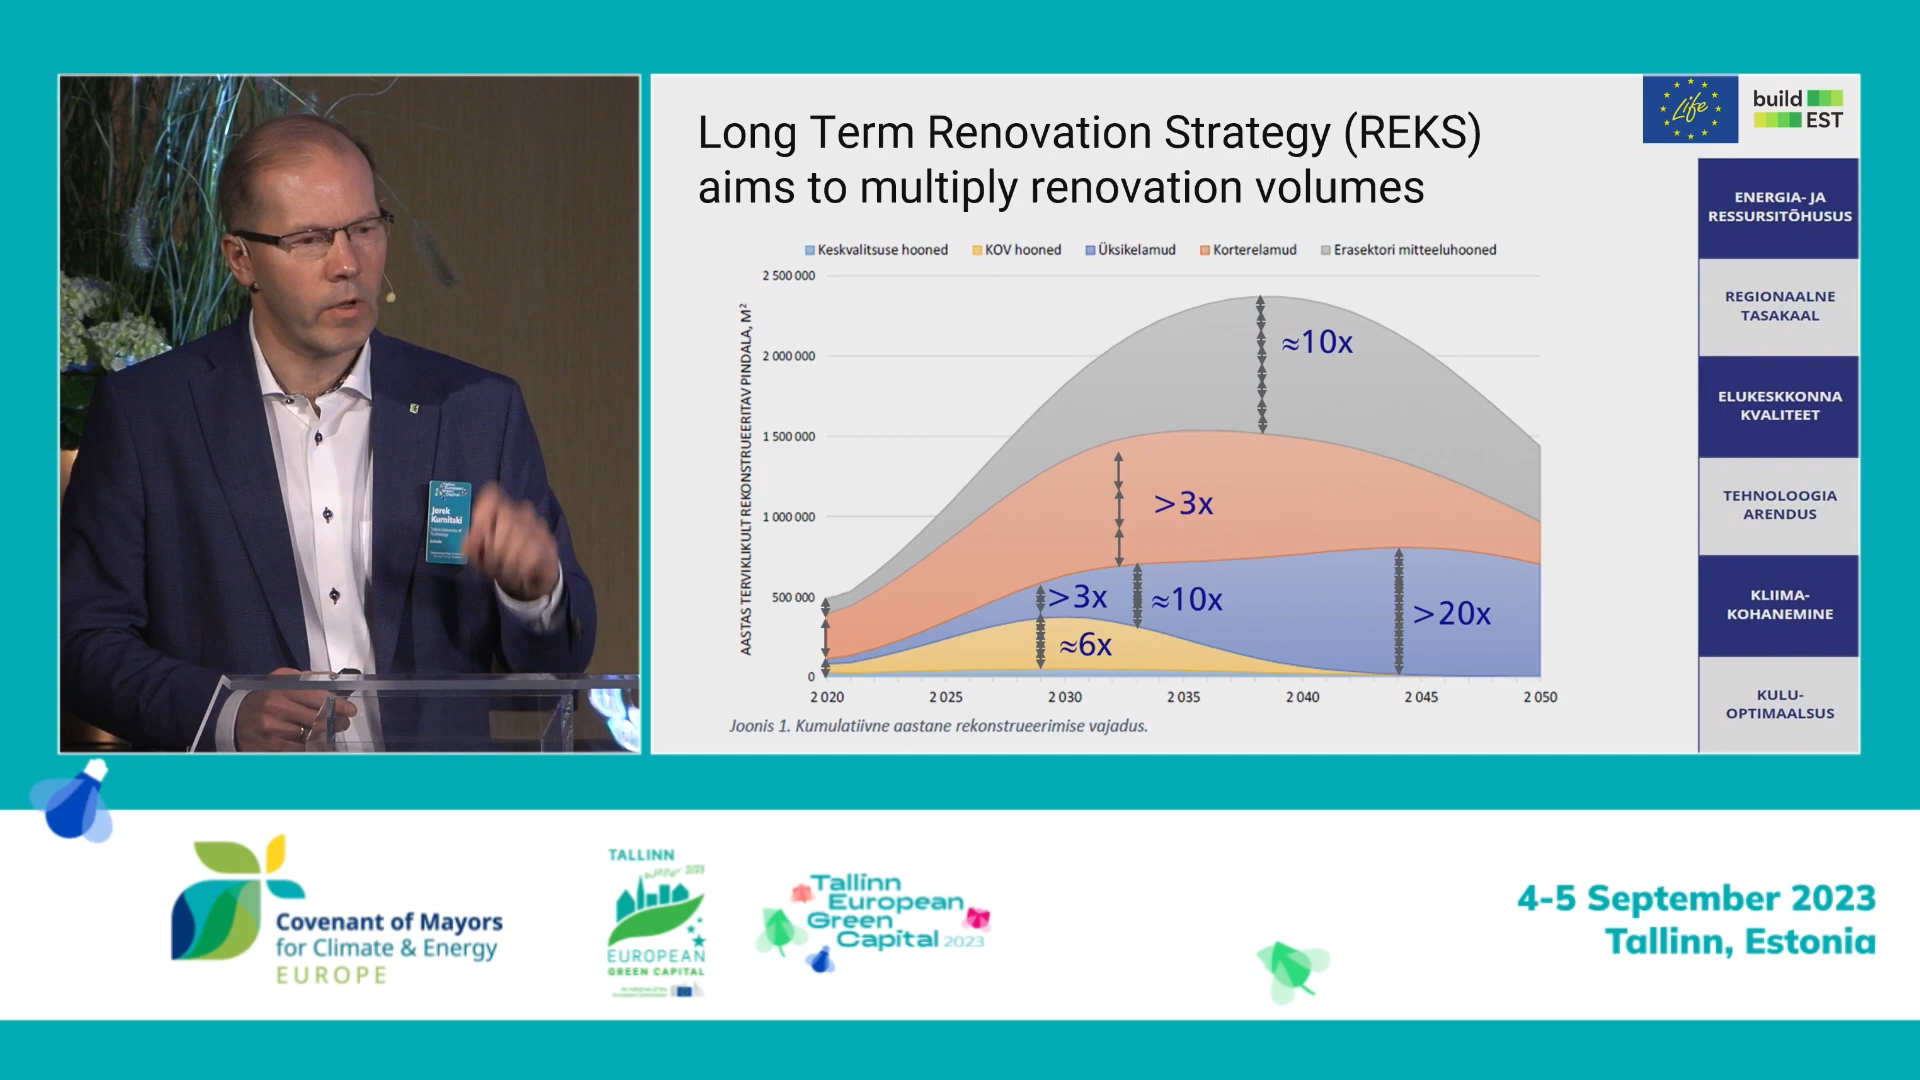 Long Term Renovation Strategy (REKS)
aims to multiply renovation volumes
Life
build
EST
Keskvalitsuse hooned
KOV hooned
Üksikelamud
Korterelamud
Erasektori mitteeluhooned
AASTAS TERVIKLIKULT REKONSTRUEERITAV PINDALA, M²
2 500 000
2 000 000
1 500 000
1 000 000
500 000
0
≈10x
>3x
>3x
≈10x
>20x
≈6x
2 020
2 025
2 030
2 035
2 040
2 045
2 050
Joonis 1. Kumulatiivne aastane rekonstrueerimise vajadus.
ENERGIA- JA
RESSURSITÕHUSUS
REGIONAALNE
TASAKAAL
ELUKESKKONNA
KVALITEET
TEHNOLOOGIA
ARENDUS
KLIIMA-
KOHANEMINE
KULU-
OPTIMAALSUS
Jarek
Kurnitski
Covenant of Mayors
for Climate & Energy
EUROPE
TALLINN
EUROPEAN
GREEN CAPITAL
Tallinn
European
Green
Capital 2023
4-5 September 2023
Tallinn, Estonia